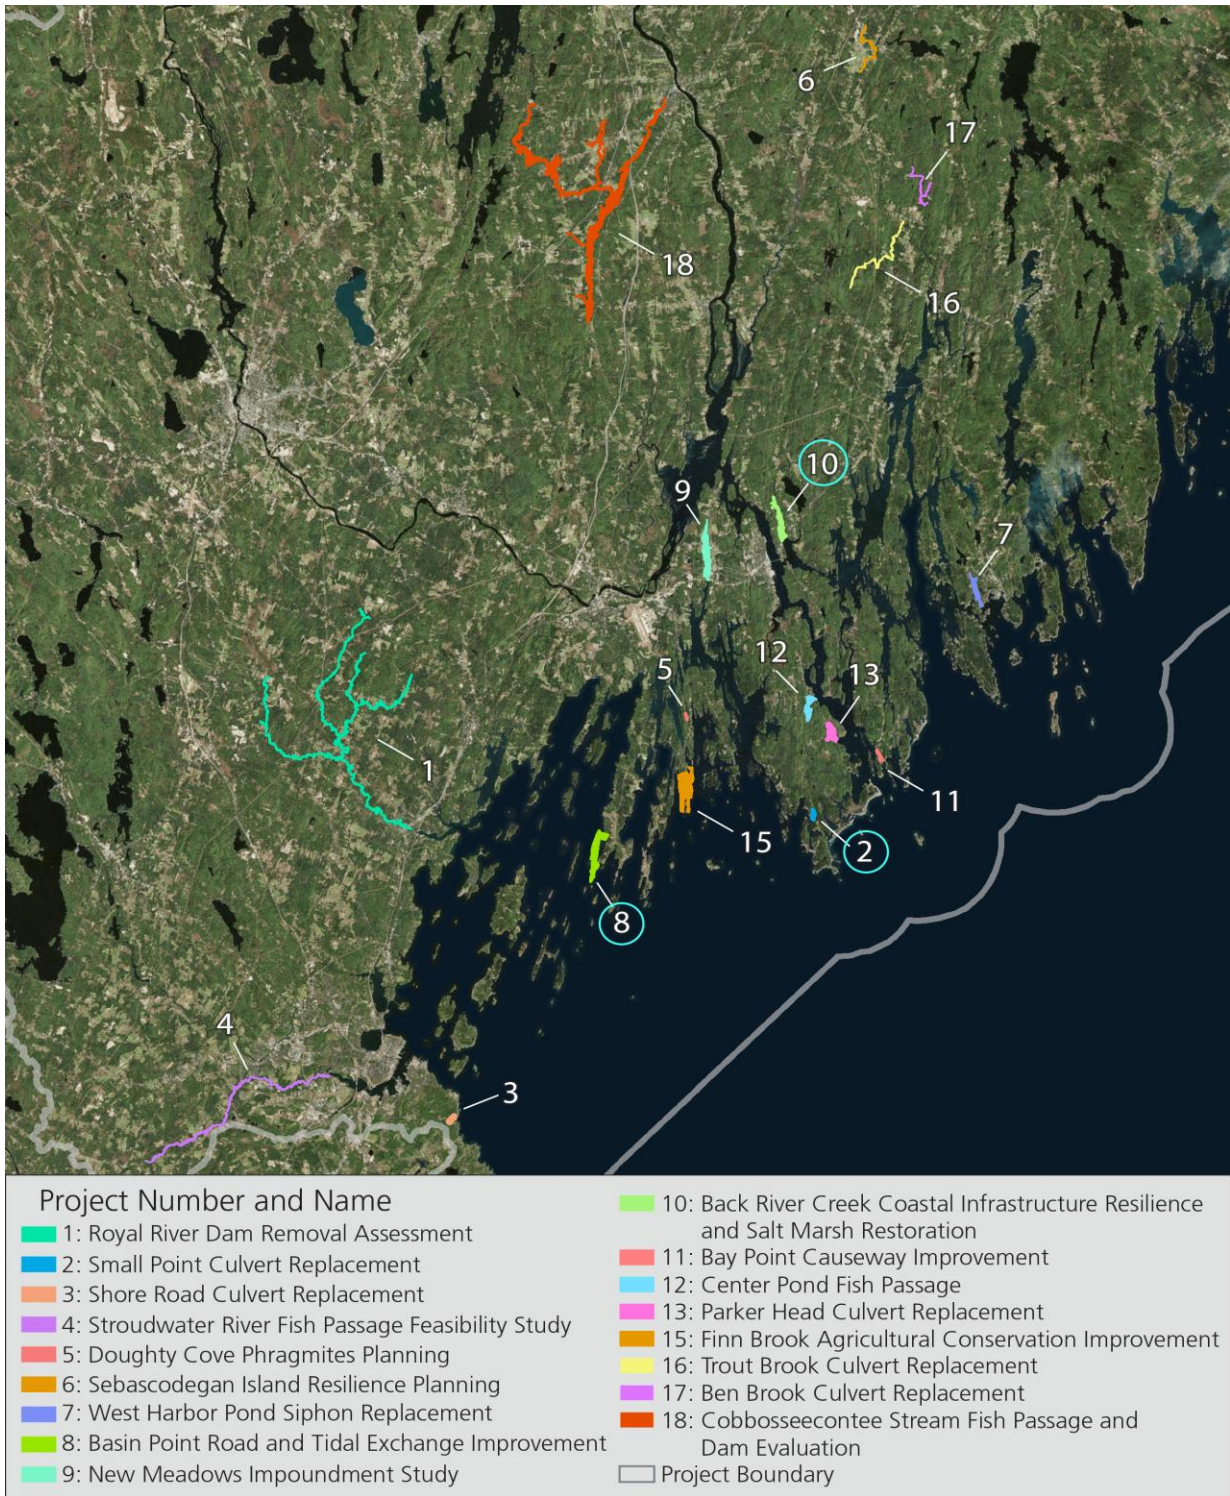 6
17
18
16
10
9
7
12
5
13
1
11
15
2
8
4
3
Project Number and Name
1: Royal River Dam Removal Assessment
2: Small Point Culvert Replacement
3: Shore Road Culvert Replacement
4: Stroudwater River Fish Passage Feasibility Study
5: Doughty Cove Phragmites Planning
6: Sebascodegan Island Resilience Planning
7: West Harbor Pond Siphon Replacement
8: Basin Point Road and Tidal Exchange Improvement
9: New Meadows Impoundment Study
10: Back River Creek Coastal Infrastructure Resilience
and Salt Marsh Restoration
11: Bay Point Causeway Improvement
12: Center Pond Fish Passage
13: Parker Head Culvert Replacement
15: Finn Brook Agricultural Conservation Improvement
16: Trout Brook Culvert Replacement
17: Ben Brook Culvert Replacement
18: Cobbosseecontee Stream Fish Passage and
Dam Evaluation
Project Boundary